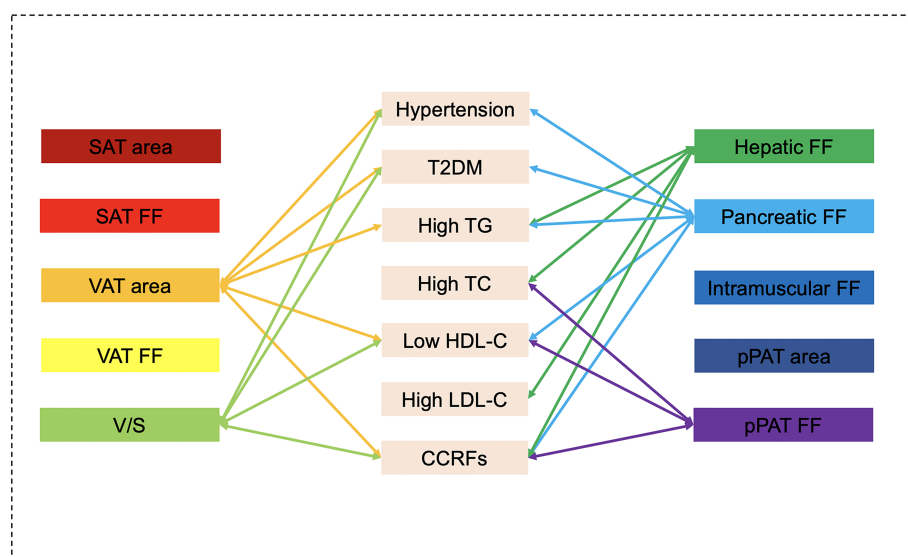 SAT area
SAT FF
VAT area
VAT FF
V/S
Hypertension
T2DM
High TG
High TC
Low HDL-C
High LDL-C
CCRFs
Hepatic FF
Pancreatic FF
Intramuscular FF
pPAT area
pPAT FF